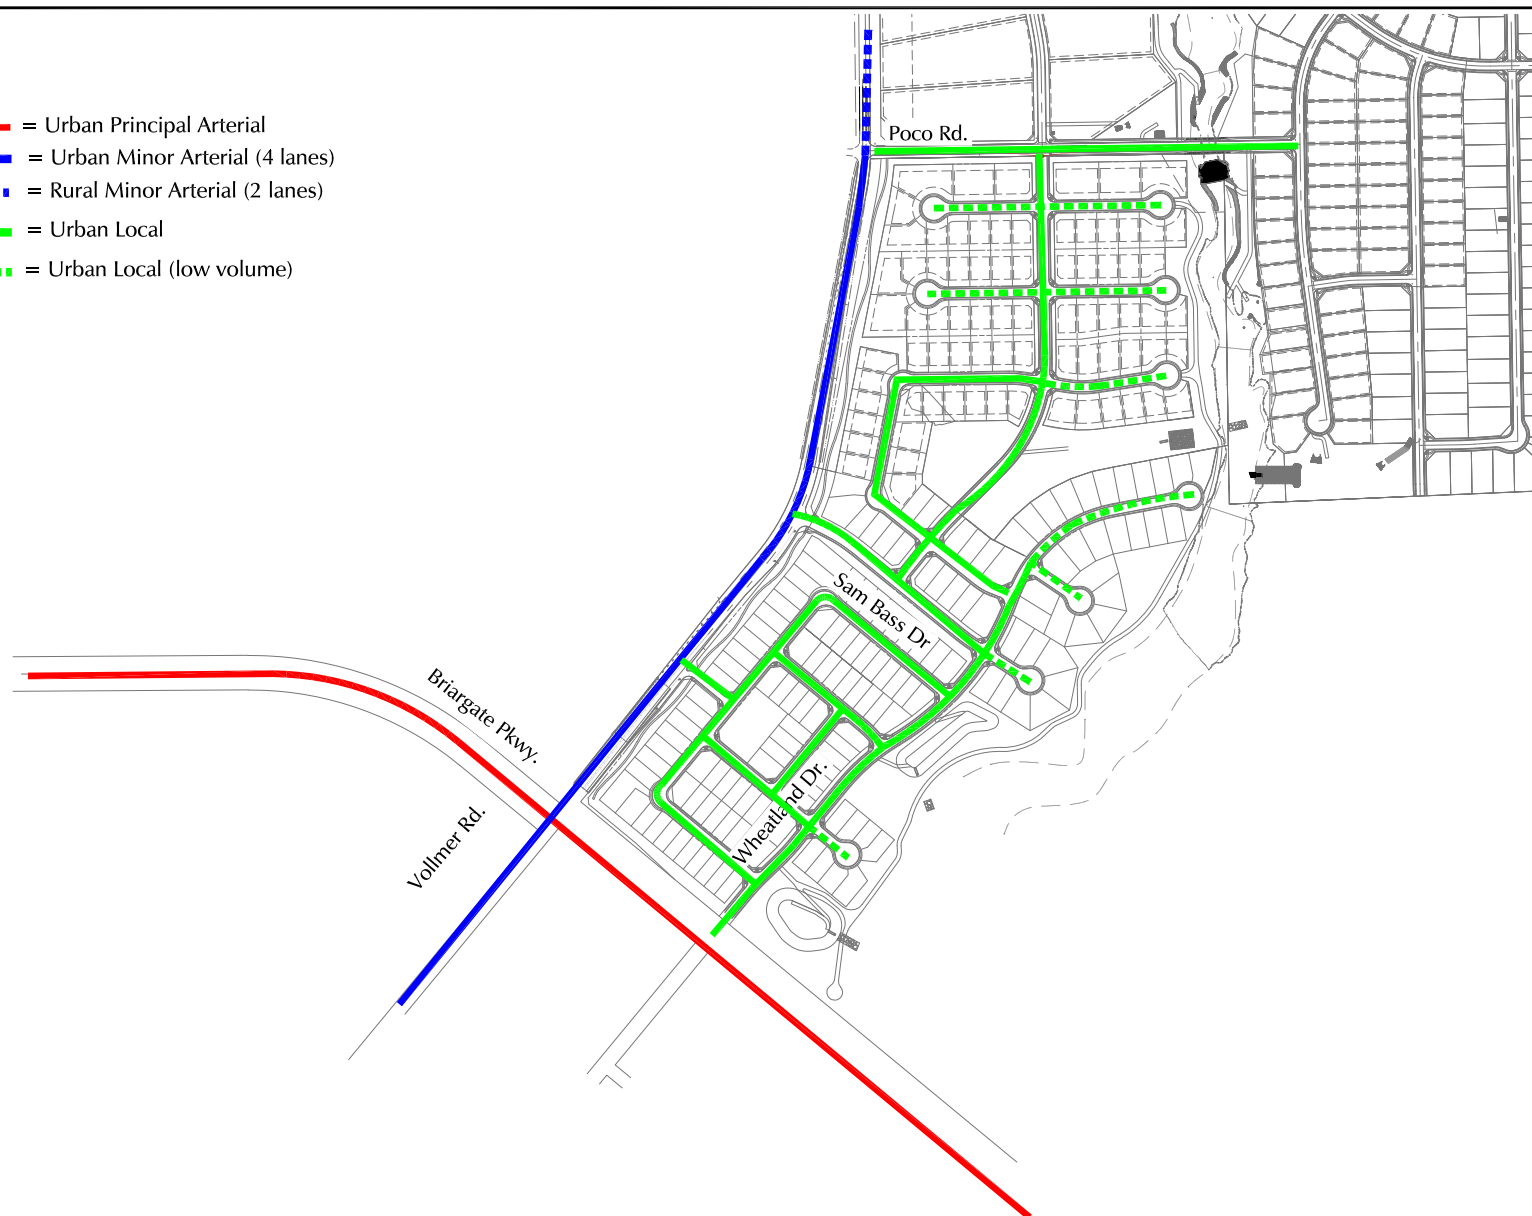 = Urban Principal Arterial
= Urban Minor Arterial (4 lanes)
= Rural Minor Arterial (2 lanes)
= Urban Local
= Urban Local (low volume)
Poco Rd.
Sam Bass Dr
Briargate Pkwy.
Wheatland Dr.
Vollmer Rd.